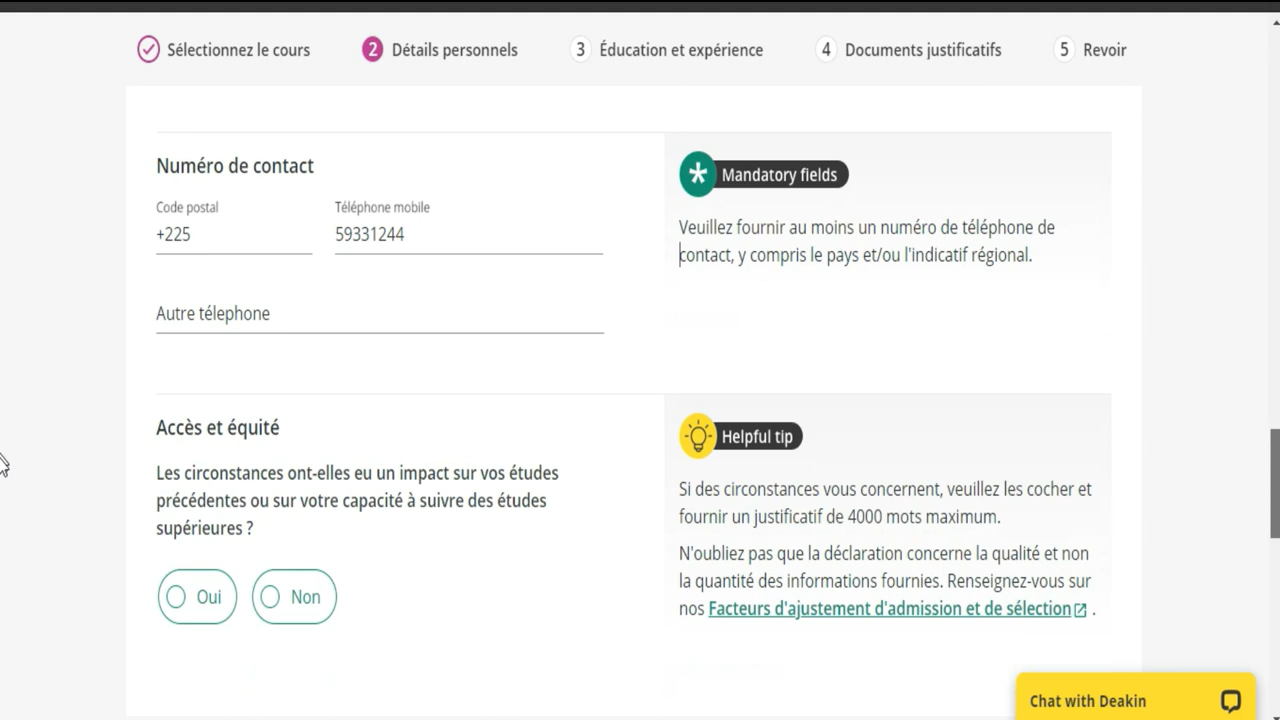 Sélectionnez le cours
2 Détails personnels
3 Éducation et expérience
4 Documents justificatifs
5 Revoir
Numéro de contact
Code postal
+225
Téléphone mobile
59331244
Autre télephone
* Mandatory fields
Veuillez fournir au moins un numéro de téléphone de
contact, y compris le pays et/ou l'indicatif régional.
Accès et équité
Les circonstances ont-elles eu un impact sur vos études
précédentes ou sur votre capacité à suivre des études
supérieures ?
Oui
Non
Helpful tip
Si des circonstances vous concernent, veuillez les cocher et
fournir un justificatif de 4000 mots maximum.
N'oubliez pas que la déclaration concerne la qualité et non
la quantité des informations fournies. Renseignez-vous sur
nos Facteurs d'ajustement d'admission et de sélection .
Chat with Deakin